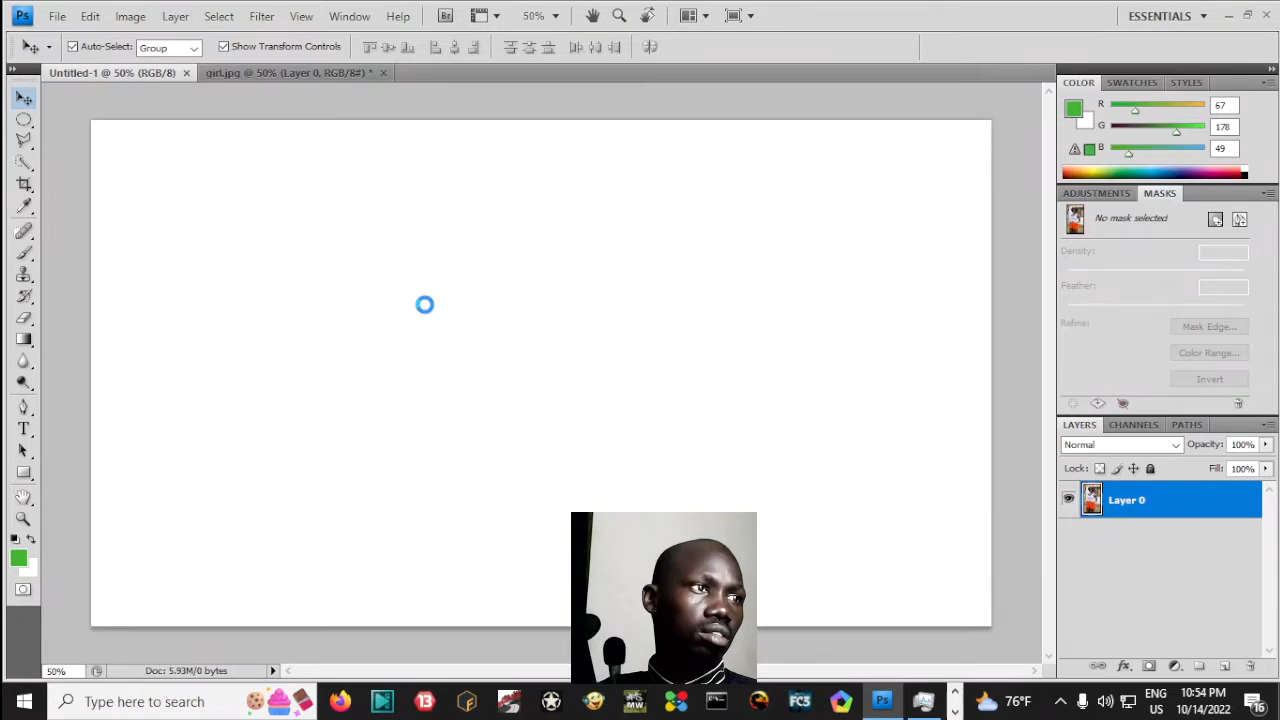 Ps File Edit Image Layer Select Filter View Window Help Br 50% ESSENTIALS
Auto-Select: Group Show Transform Controls
Untitled-1 @ 50% (RGB/8) girl.jpg @ 50% (Layer 0, RGB/8#) *
COLOR SWATCHES STYLES
R 67
G 178
B 49
ADJUSTMENTS MASKS
No mask selected
Density:
Feather:
Refine: Mask Edge...
Color Range...
Invert
LAYERS CHANNELS PATHS
Normal Opacity: 100%
Lock: Fill: 100%
Layer 0
T
50% Doc: 5.93M/0 bytes
Type here to search
13
MW
FC5
Ps
76°F
ENG
US
10:54 PM
10/14/2022
16